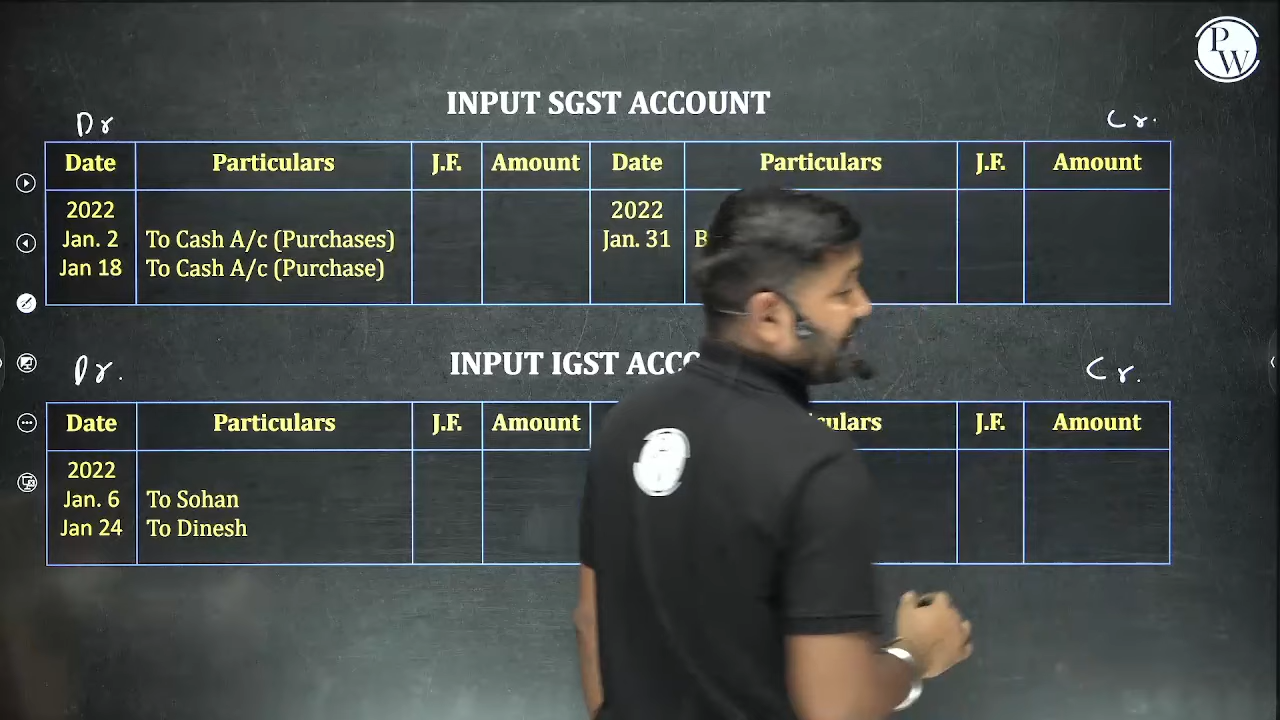 P
W
INPUT SGST ACCOUNT
Dr
Cr.
Date Particulars J.F. Amount Date Particulars J.F. Amount
2022 2022
Jan. 2 To Cash A/c (Purchases) Jan. 31 B
Jan 18 To Cash A/c (Purchase)
INPUT IGST ACCO
Dr.
Cr.
Date Particulars J.F. Amount culars J.F. Amount
2022
Jan. 6 To Sohan
Jan 24 To Dinesh